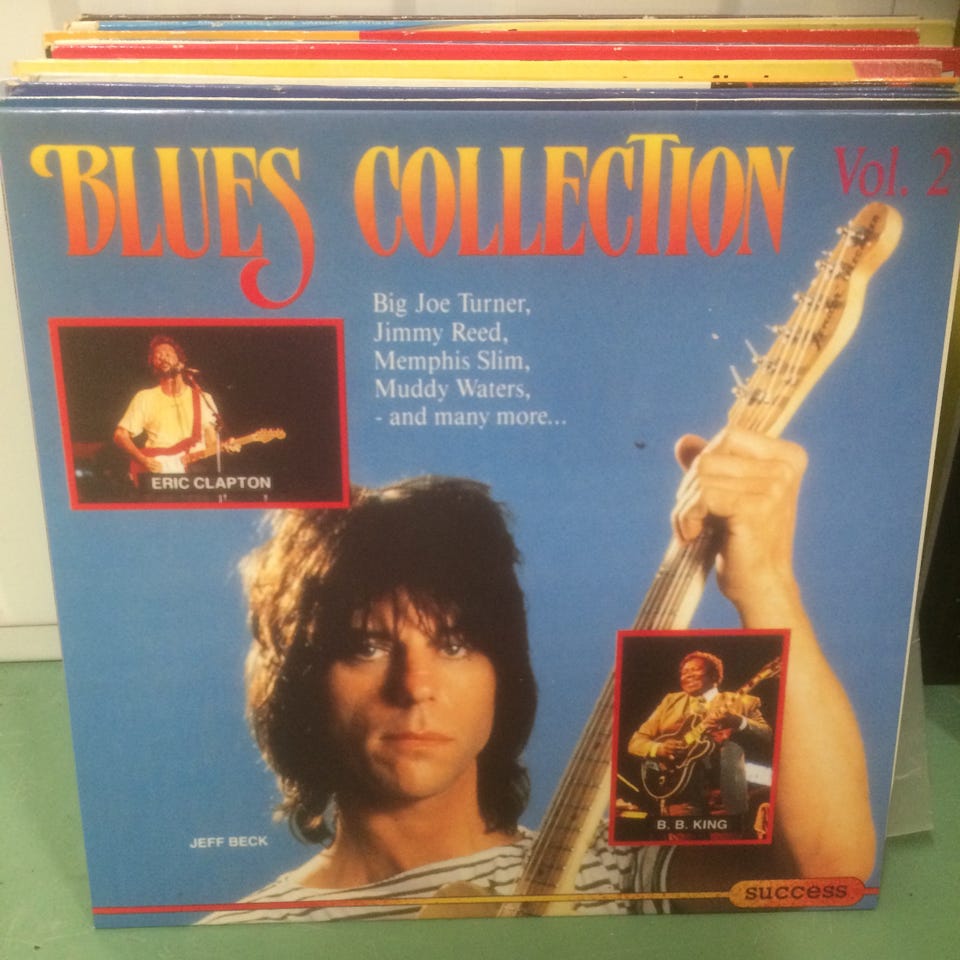 BLUES COLLECTION Vol. 2
Big Joe Turner,
Jimmy Reed,
Memphis Slim,
Muddy Waters,
- and many more...
ERIC CLAPTON
B. B. KING
JEFF BECK
success